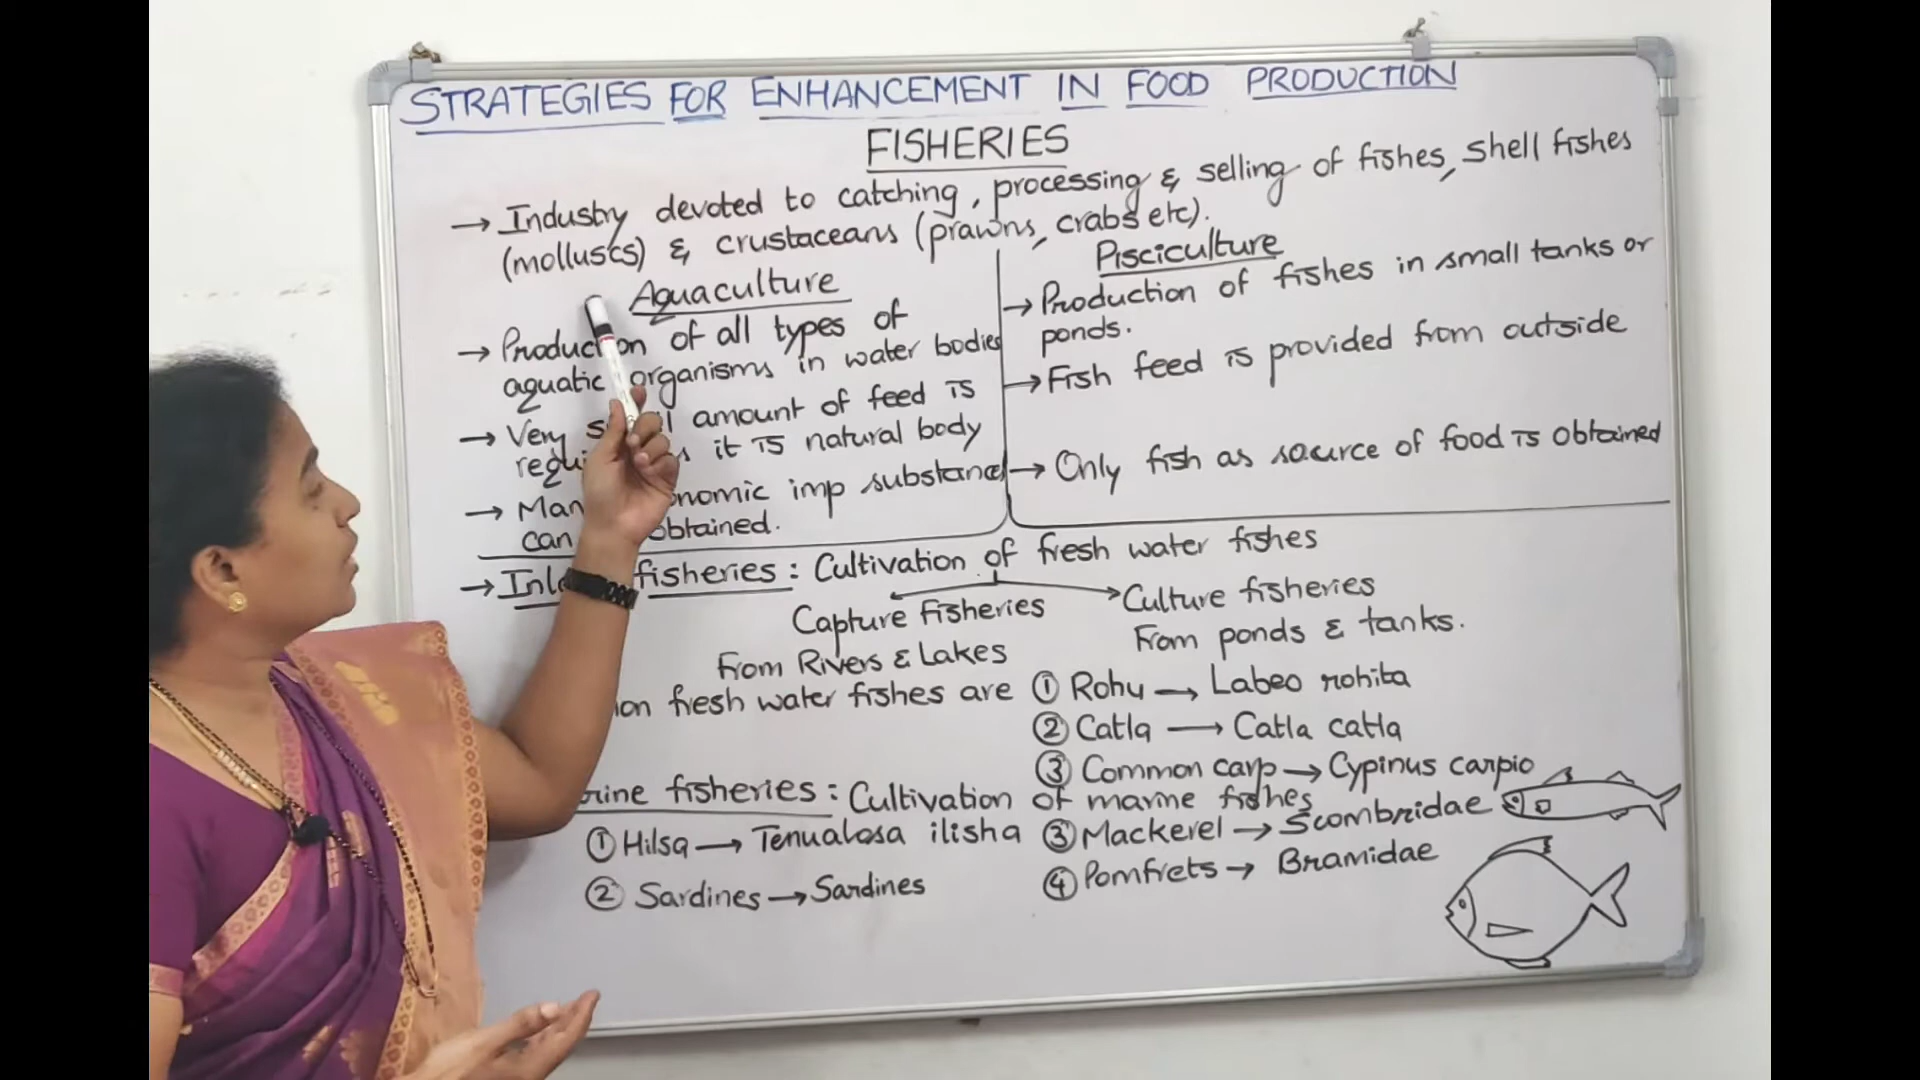 STRATEGIES FOR ENHANCEMENT IN FOOD PRODUCTION
FISHERIES
→ Industry devoted to catching, processing & selling of fishes, shell fishes
(molluscs) & crustaceans (prawns, crabs etc).
Aquaculture
→ Production of all types of
aquatic organisms in water bodies
→ Very amount of feed is
it is natural body
→ imp substances
can obtained.
Pisciculture
→ Production of fishes in small tanks or
ponds.
→ Fish feed is provided from outside
→ Only fish as source of food is obtained
→ fisheries : Cultivation of fresh water fishes
Capture fisheries
From Rivers & Lakes
Culture fisheries
From ponds & tanks.
fresh water fishes are ① Rohu → Labeo rohita
② Catla → Catla catla
③ Common carp → Cypinus carpio
fisheries : Cultivation of marine fishes
① Hilsa → Tenualosa ilisha
② Sardines → Sardines
③ Mackerel → Scombridae
④ Pomfrets → Bramidae